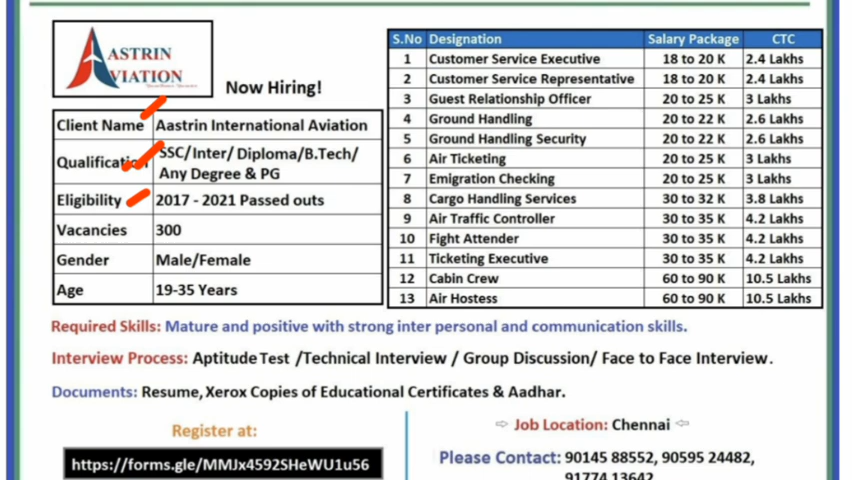 ASTRIN
AVIATION
Now Hiring!
Client Name Aastrin International Aviation
Qualification SSC/Inter/ Diploma/B.Tech/
Any Degree & PG
Eligibility 2017 - 2021 Passed outs
Vacancies 300
Gender Male/Female
Age 19-35 Years
S.No Designation Salary Package CTC
1 Customer Service Executive 18 to 20 K 2.4 Lakhs
2 Customer Service Representative 18 to 20 K 2.4 Lakhs
3 Guest Relationship Officer 20 to 25 K 3 Lakhs
4 Ground Handling 20 to 22 K 2.6 Lakhs
5 Ground Handling Security 20 to 22 K 2.6 Lakhs
6 Air Ticketing 20 to 25 K 3 Lakhs
7 Emigration Checking 20 to 25 K 3 Lakhs
8 Cargo Handling Services 30 to 32 K 3.8 Lakhs
9 Air Traffic Controller 30 to 35 K 4.2 Lakhs
10 Fight Attender 30 to 35 K 4.2 Lakhs
11 Ticketing Executive 30 to 35 K 4.2 Lakhs
12 Cabin Crew 60 to 90 K 10.5 Lakhs
13 Air Hostess 60 to 90 K 10.5 Lakhs
Required Skills: Mature and positive with strong inter personal and communication skills.
Interview Process: Aptitude Test /Technical Interview / Group Discussion/ Face to Face Interview.
Documents: Resume, Xerox Copies of Educational Certificates & Aadhar.
Register at:
https://forms.gle/MMJx4592SHeWU1u56
⇨ Job Location: Chennai ⇦
Please Contact: 90145 88552, 90595 24482,
91774 13642